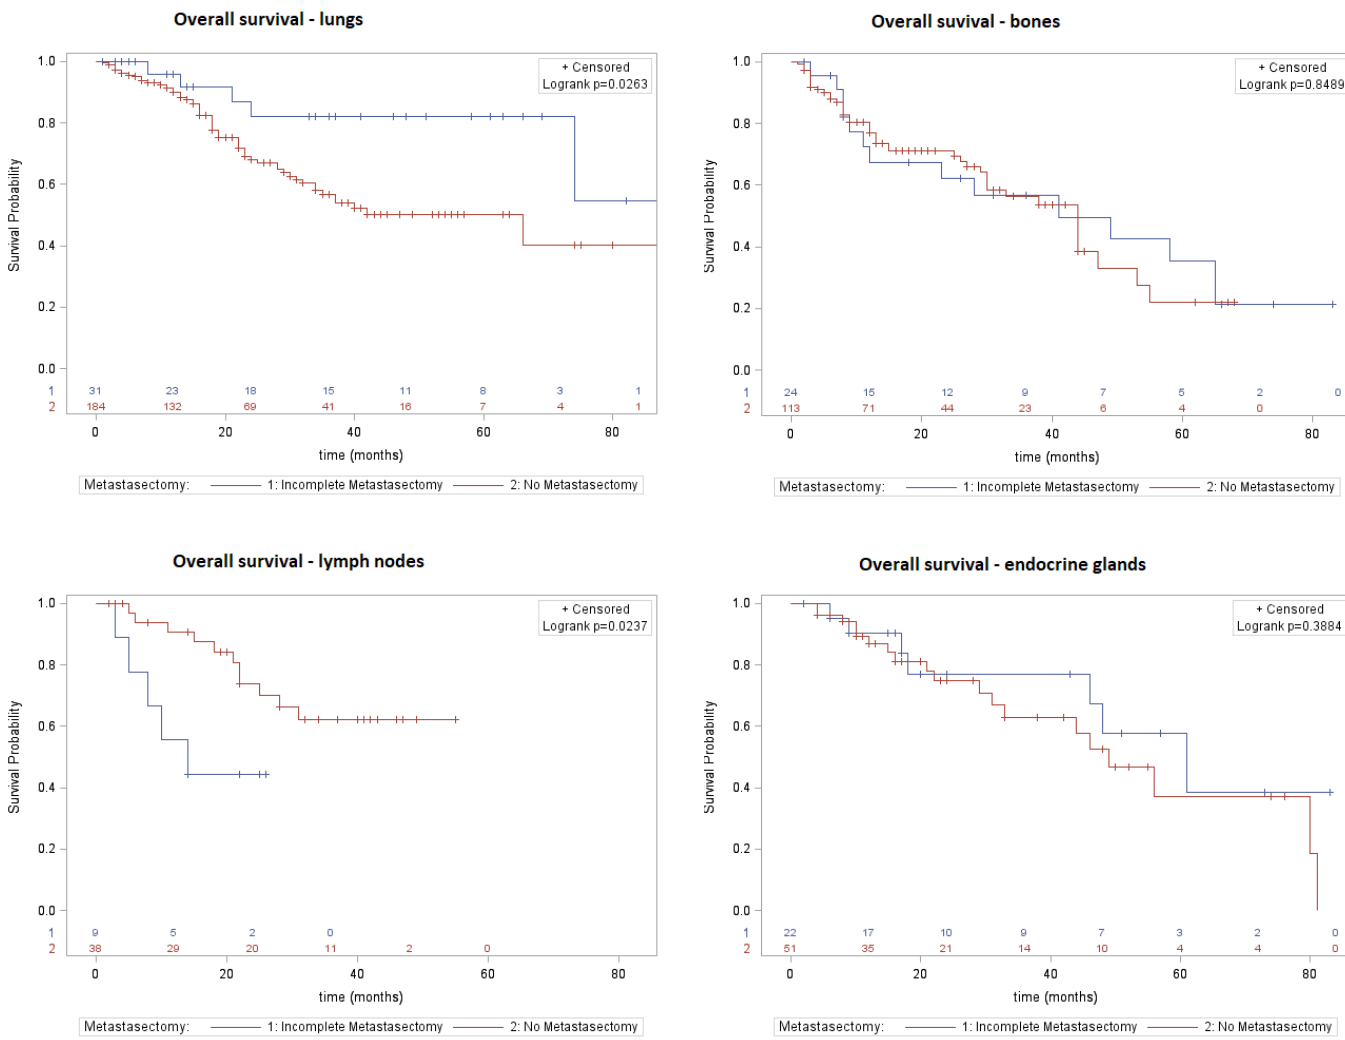 Overall survival - lungs
+ Censored
Logrank p=0.0263
Survival Probability
1.0
0.8
0.6
0.4
0.2
0.0
1 31 23 18 15 11 8 3 1
2 184 132 69 41 16 7 4 1
0 20 40 60 80
time (months)
Metastasectomy: 1: Incomplete Metastasectomy 2: No Metastasectomy
Overall suvival - bones
+ Censored
Logrank p=0.8489
Survival Probability
1.0
0.8
0.6
0.4
0.2
0.0
1 24 15 12 9 7 5 2 0
2 113 71 44 23 6 4 0
0 20 40 60 80
time (months)
Metastasectomy: 1: Incomplete Metastasectomy 2: No Metastasectomy
Overall survival - lymph nodes
+ Censored
Logrank p=0.0237
Survival Probability
1.0
0.8
0.6
0.4
0.2
0.0
1 9 5 2 0
2 38 29 20 11 2 0
0 20 40 60 80
time (months)
Metastasectomy: 1: Incomplete Metastasectomy 2: No Metastasectomy
Overall survival - endocrine glands
+ Censored
Logrank p=0.3884
Survival Probability
1.0
0.8
0.6
0.4
0.2
0.0
1 22 17 10 9 7 3 2 0
2 51 35 21 14 10 4 4 0
0 20 40 60 80
time (months)
Metastasectomy: 1: Incomplete Metastasectomy 2: No Metastasectomy